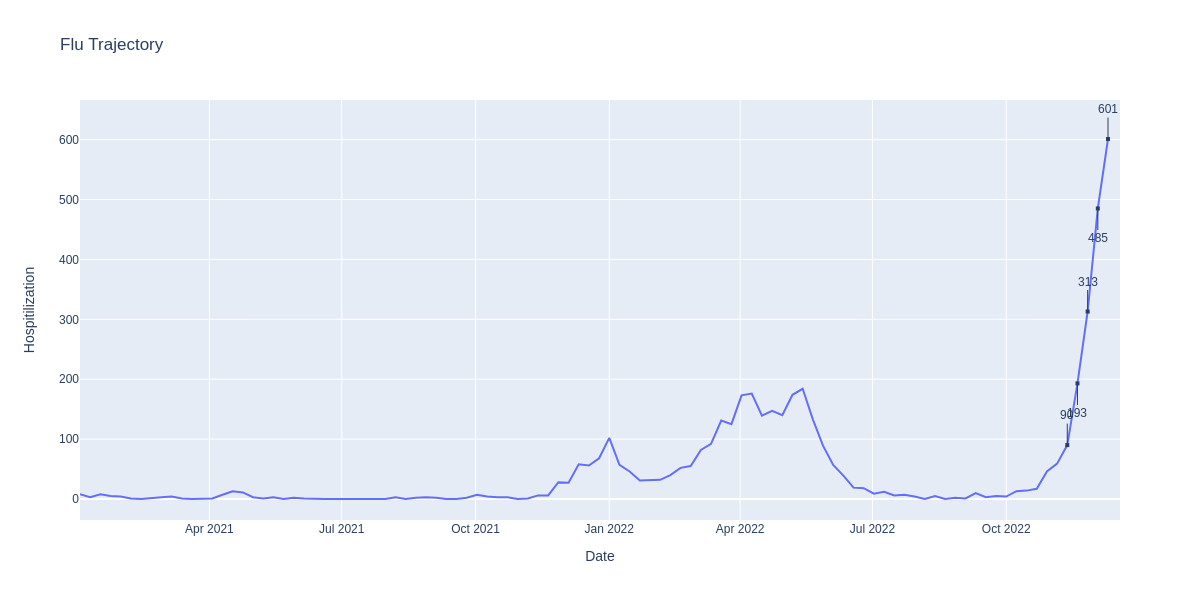 Flu Trajectory
601
600
500
485
400
313
300
200
193
100
0
Apr 2021
Jul 2021
Oct 2021
Jan 2022
Apr 2022
Jul 2022
Oct 2022
Date
Hospitilization